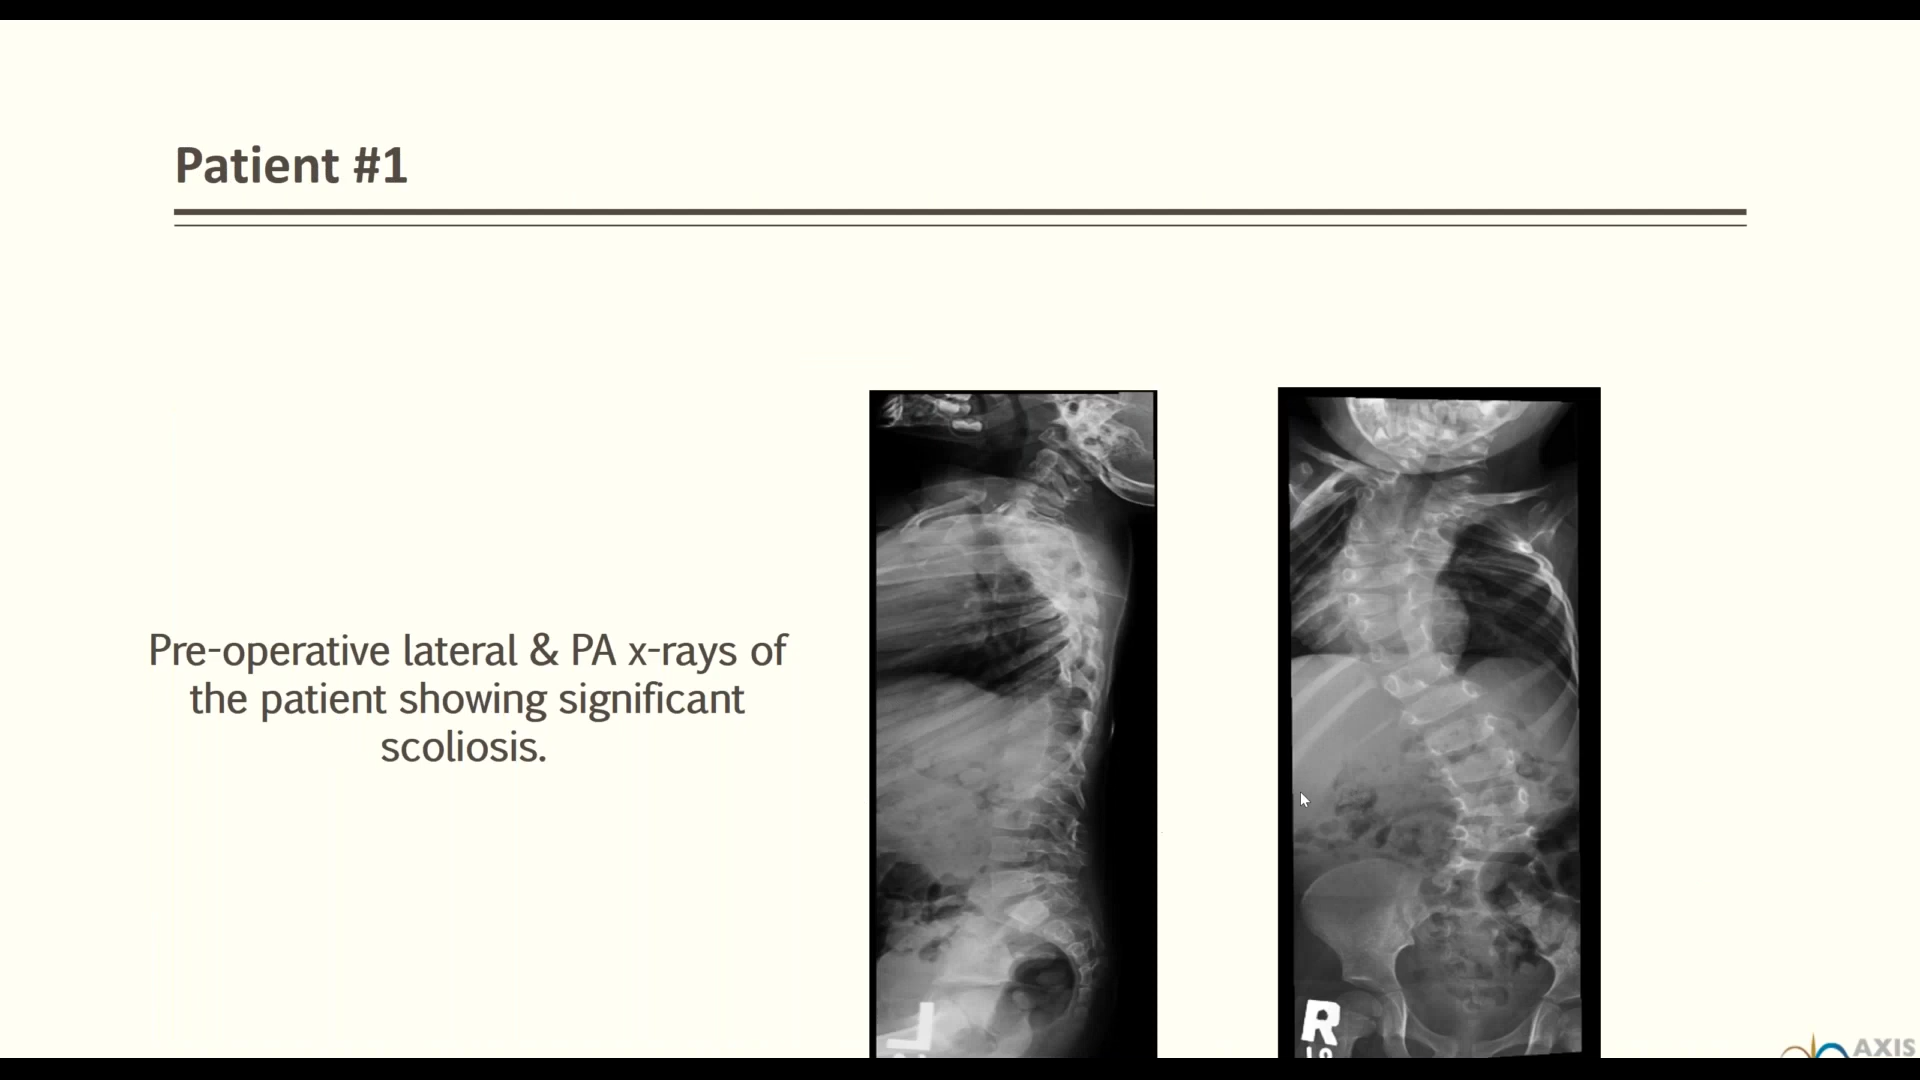 Patient #1
Pre-operative lateral & PA x-rays of
the patient showing significant
scoliosis.
L
R
AXIS